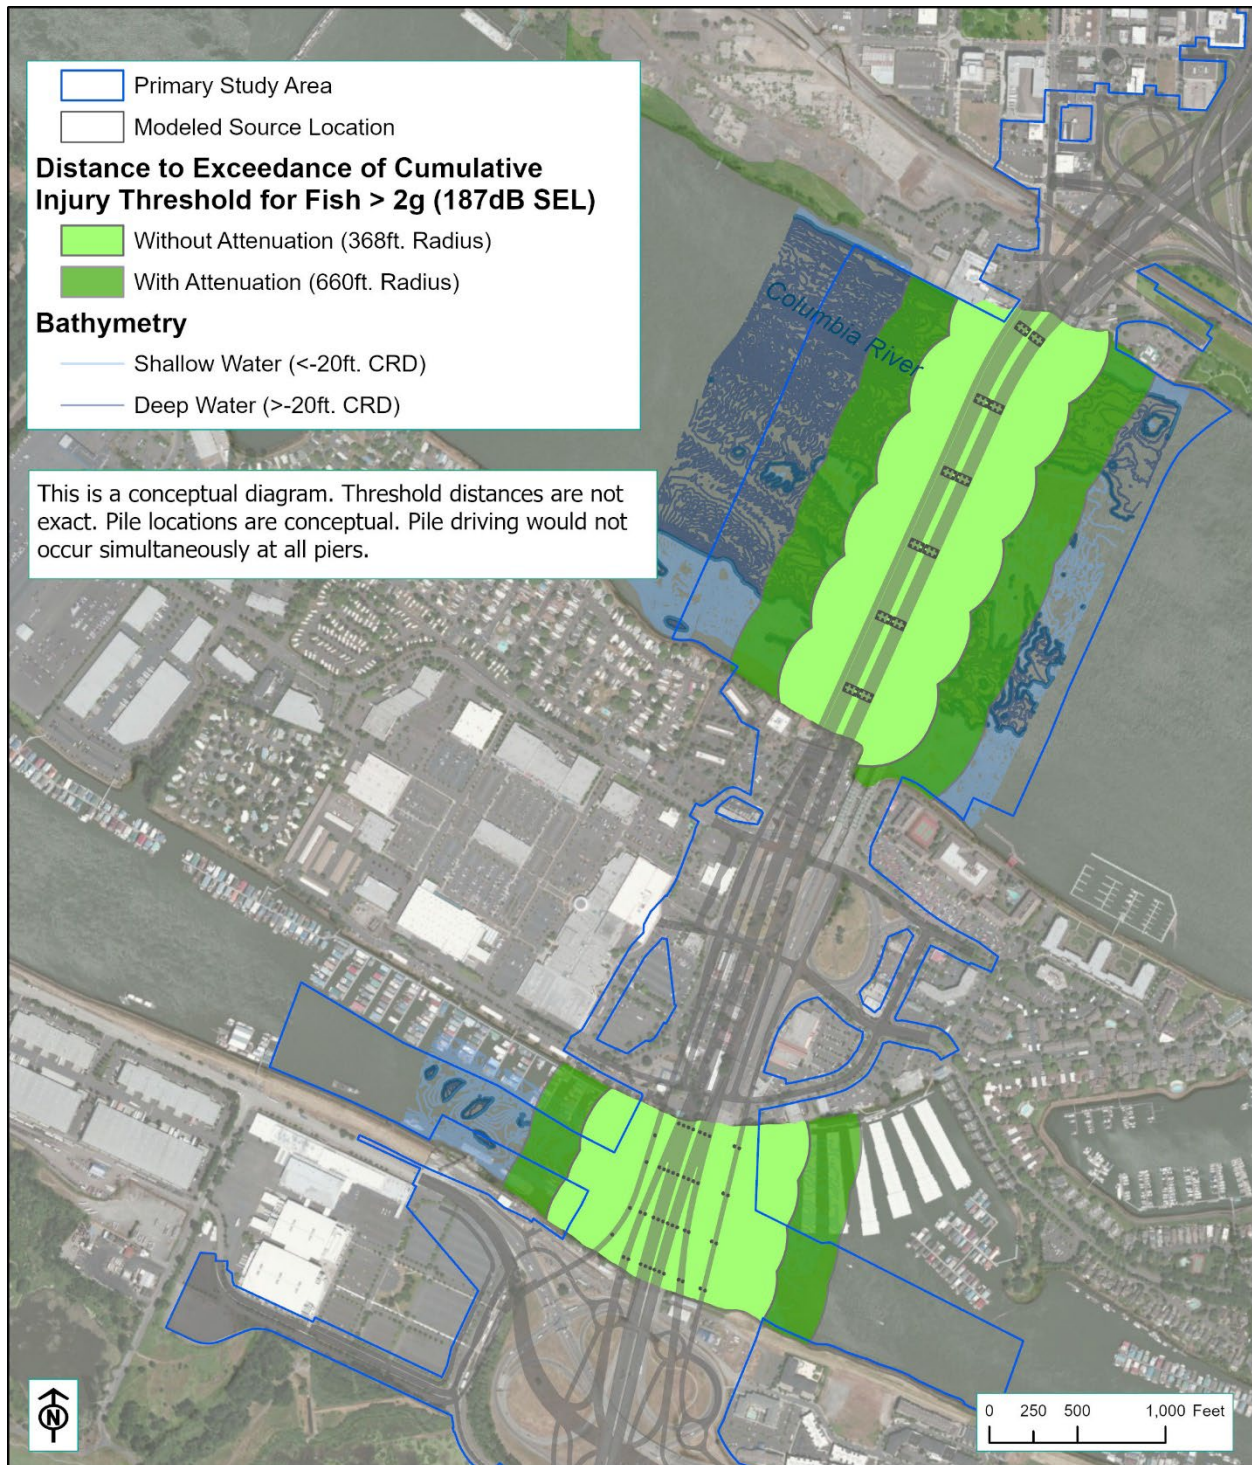 Primary Study Area
Modeled Source Location
Distance to Exceedance of Cumulative
Injury Threshold for Fish > 2g (187dB SEL)
Without Attenuation (368ft. Radius)
With Attenuation (660ft. Radius)
Bathymetry
Shallow Water (<-20ft. CRD)
Deep Water (>-20ft. CRD)
This is a conceptual diagram. Threshold distances are not
exact. Pile locations are conceptual. Pile driving would not
occur simultaneously at all piers.
Columbia River
N
0 250 500 1,000 Feet